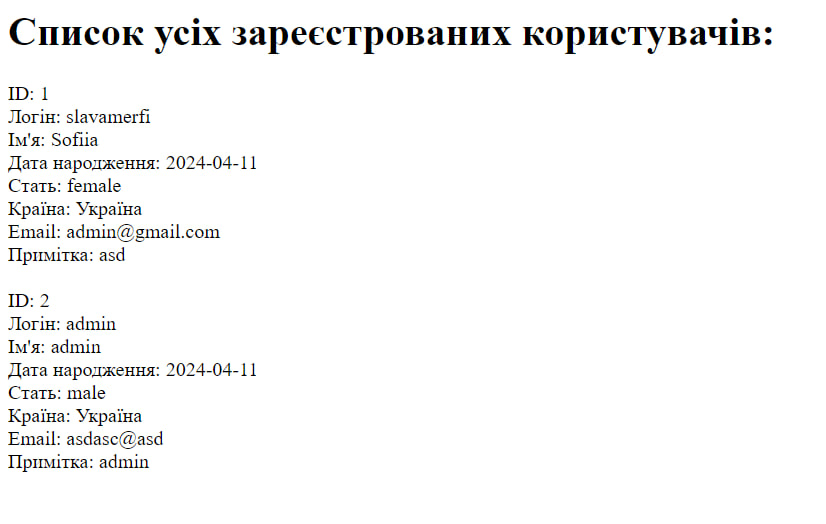 Список усіх зареєстрованих користувачів:
ID: 1
Логін: slavamerfi
Ім'я: Sofiia
Дата народження: 2024-04-11
Стать: female
Країна: Україна
Email: admin@gmail.com
Примітка: asd
ID: 2
Логін: admin
Ім'я: admin
Дата народження: 2024-04-11
Стать: male
Країна: Україна
Email: asdasc@asd
Примітка: admin